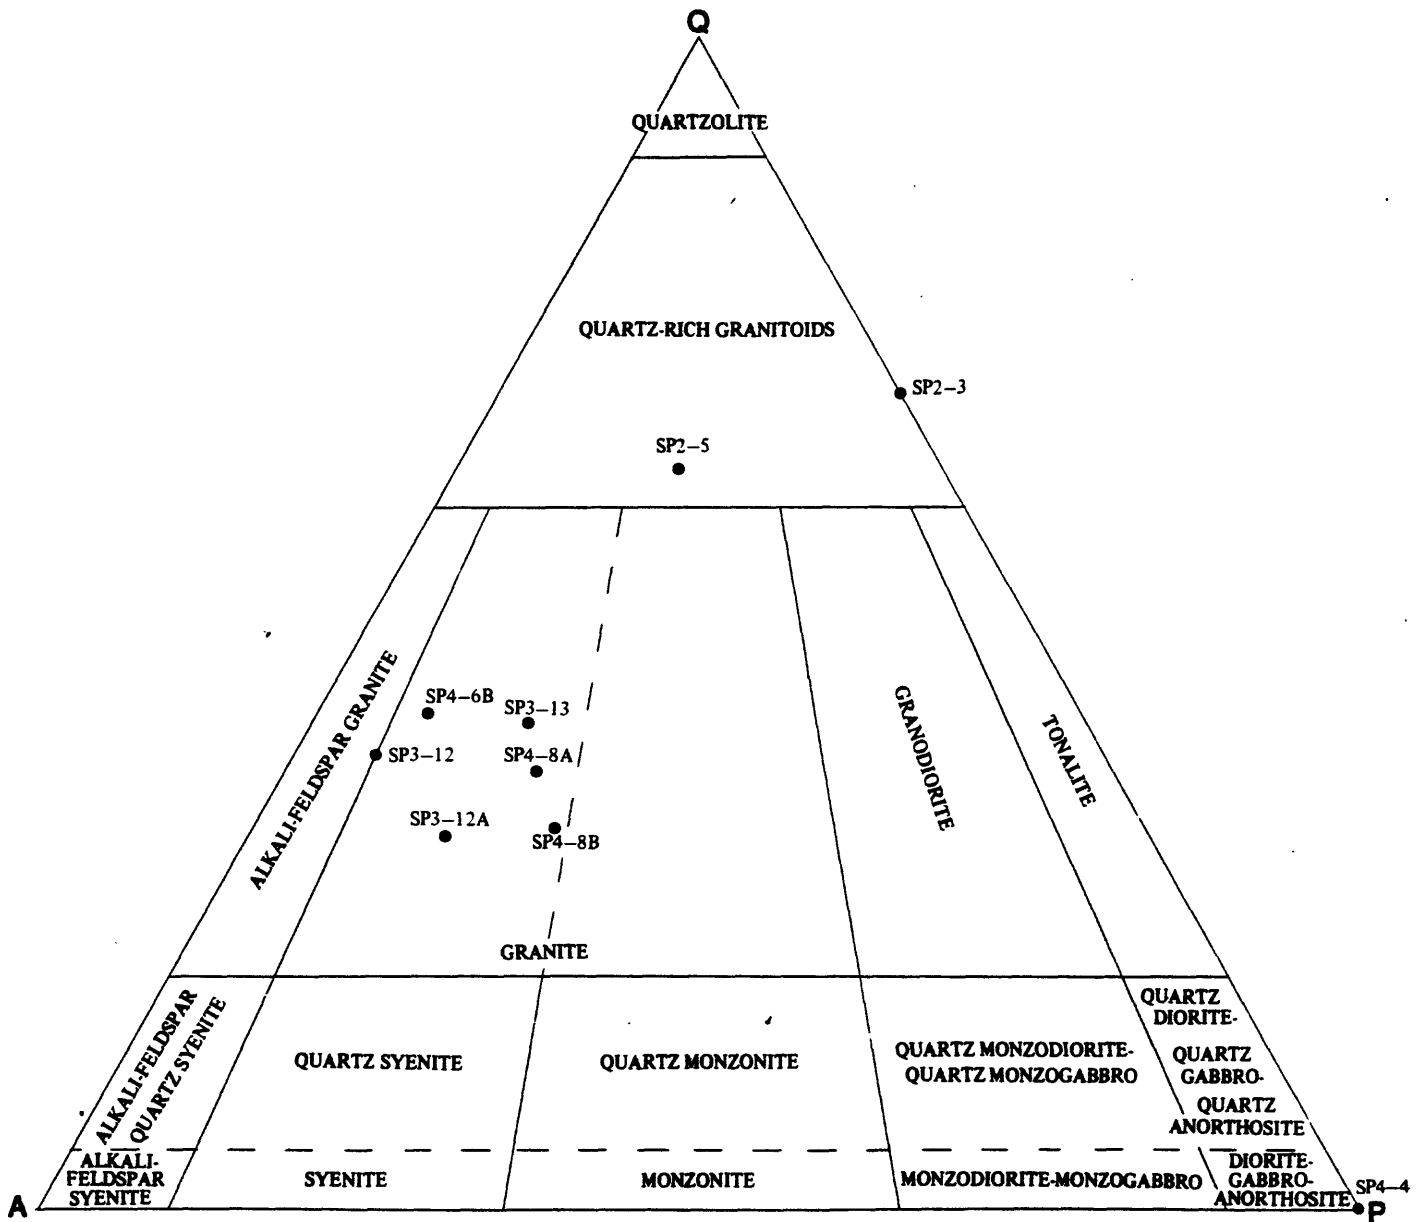 Q
QUARTZOLITE
QUARTZ-RICH GRANITOIDS
SP2-3
SP2-5
ALKALI-FELDSPAR GRANITE
SP4-6B
SP3-13
SP3-12
SP4-8A
SP3-12A
SP4-8B
GRANODIORITE
TONALITE
GRANITE
ALKALI-FELDSPAR
QUARTZ SYENITE
QUARTZ SYENITE
QUARTZ MONZONITE
QUARTZ MONZODIORITE-
QUARTZ MONZOGABBRO
QUARTZ
DIORITE-
QUARTZ
GABBRO-
QUARTZ
ANORTHOSITE
ALKALI-
FELDSPAR
SYENITE
SYENITE
MONZONITE
MONZODIORITE-MONZOGABBRO
DIORITE-
GABBRO-
ANORTHOSITE
SP4-4
A
P